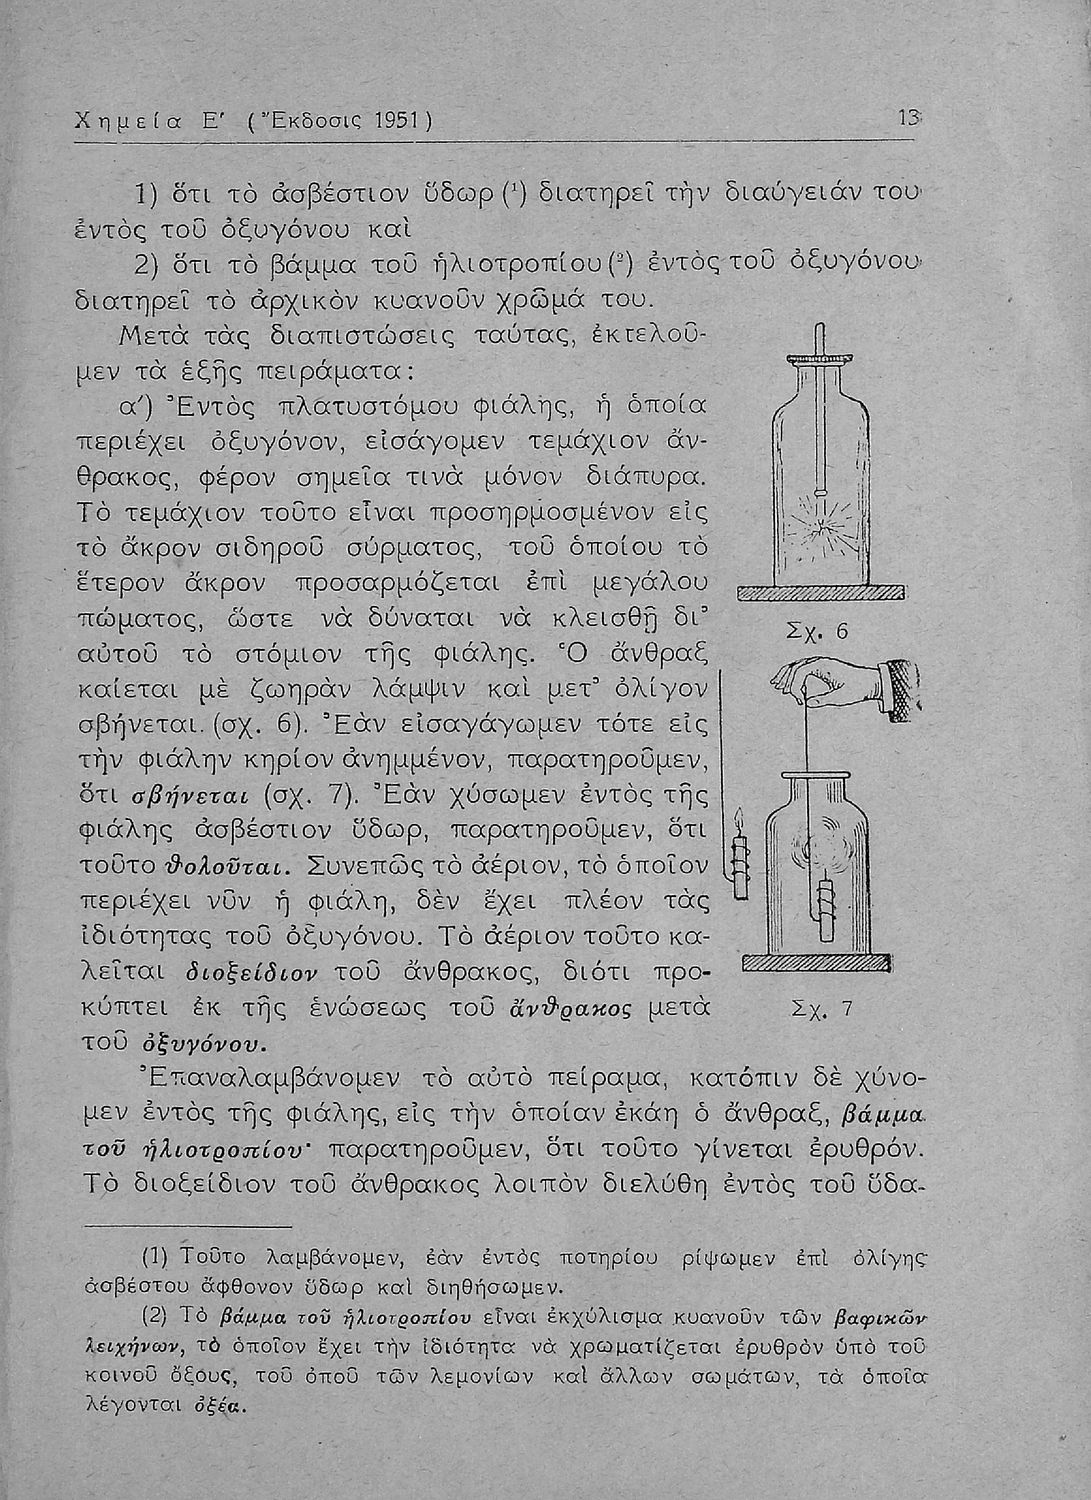 Χημεία Ε' (Ἔκδοσις 1951) 13
1) ὅτι τὸ ἀσβέστιον ὕδωρ (¹) διατηρεῖ τὴν διαύγειάν του
ἐντὸς τοῦ ὀξυγόνου καὶ
2) ὅτι τὸ βάμμα τοῦ ἡλιοτροπίου (²) ἐντὸς τοῦ ὀξυγόνου
διατηρεῖ τὸ ἀρχικὸν κυανοῦν χρῶμά του.
Μετὰ τὰς διαπιστώσεις ταύτας, ἐκτελοῦ-
μεν τὰ ἑξῆς πειράματα:
α') Ἐντὸς πλατυστόμου φιάλης, ἡ ὁποία
περιέχει ὀξυγόνον, εἰσάγομεν τεμάχιον ἄν-
θρακος, φέρον σημεῖα τινὰ μόνον διάπυρα.
Τὸ τεμάχιον τοῦτο εἶναι προσηρμοσμένον εἰς
τὸ ἄκρον σιδηροῦ σύρματος, τοῦ ὁποίου τὸ
ἕτερον ἄκρον προσαρμόζεται ἐπὶ μεγάλου
πώματος, ὥστε νὰ δύναται νὰ κλεισθῇ δι'
αὐτοῦ τὸ στόμιον τῆς φιάλης. Ὁ ἄνθραξ
καίεται μὲ ζωηρὰν λάμψιν καὶ μετ' ὀλίγον
σβήνεται. (σχ. 6). Ἐὰν εἰσαγάγωμεν τότε εἰς
τὴν φιάλην κηρίον ἀνημμένον, παρατηροῦμεν,
ὅτι σβήνεται (σχ. 7). Ἐὰν χύσωμεν ἐντὸς τῆς
φιάλης ἀσβέστιον ὕδωρ, παρατηροῦμεν, ὅτι
τοῦτο θολοῦται. Συνεπῶς τὸ ἀέριον, τὸ ὁποῖον
περιέχει νῦν ἡ φιάλη, δὲν ἔχει πλέον τὰς
ἰδιότητας τοῦ ὀξυγόνου. Τὸ ἀέριον τοῦτο κα-
λεῖται διοξείδιον τοῦ ἄνθρακος, διότι προ-
κύπτει ἐκ τῆς ἑνώσεως τοῦ ἄνθρακος μετὰ
τοῦ ὀξυγόνου.
Σχ. 6
Σχ. 7
Ἐπαναλαμβάνομεν τὸ αὐτὸ πείραμα, κατόπιν δὲ χύνο-
μεν ἐντὸς τῆς φιάλης, εἰς τὴν ὁποίαν ἐκάη ὁ ἄνθραξ, βάμμα
τοῦ ἡλιοτροπίου· παρατηροῦμεν, ὅτι τοῦτο γίνεται ἐρυθρόν.
Τὸ διοξείδιον τοῦ ἄνθρακος λοιπὸν διελύθη ἐντὸς τοῦ ὕδα-
(1) Τοῦτο λαμβάνομεν, ἐὰν ἐντὸς ποτηρίου ρίψωμεν ἐπὶ ὀλίγης
ἀσβέστου ἄφθονον ὕδωρ καὶ διηθήσωμεν.
(2) Τὸ βάμμα τοῦ ἡλιοτροπίου εἶναι ἐκχύλισμα κυανοῦν τῶν βαφικῶν
λειχήνων, τὸ ὁποῖον ἔχει τὴν ἰδιότητα νὰ χρωματίζεται ἐρυθρὸν ὑπὸ τοῦ
κοινοῦ ὄξους, τοῦ ὀποῦ τῶν λεμονίων καὶ ἄλλων σωμάτων, τὰ ὁποῖα
λέγονται ὀξέα.